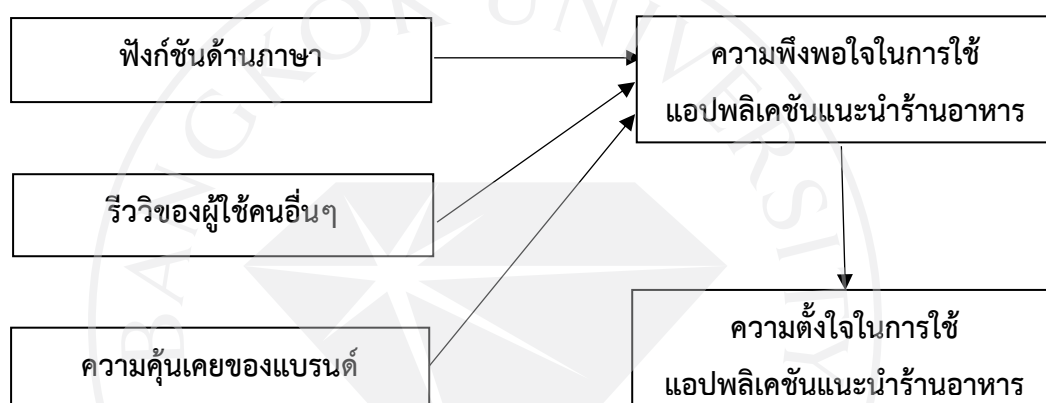 BANGKOK UNIVERSITY
ฟังก์ชันด้านภาษา
ความพึงพอใจในการใช้
แอปพลิเคชันแนะนำร้านอาหาร
รีววิของผู้ใช้คนอื่นๆ
ความคุ้นเคยของแบรนด์
ความตั้งใจในการใช้
แอปพลิเคชันแนะนำร้านอาหาร